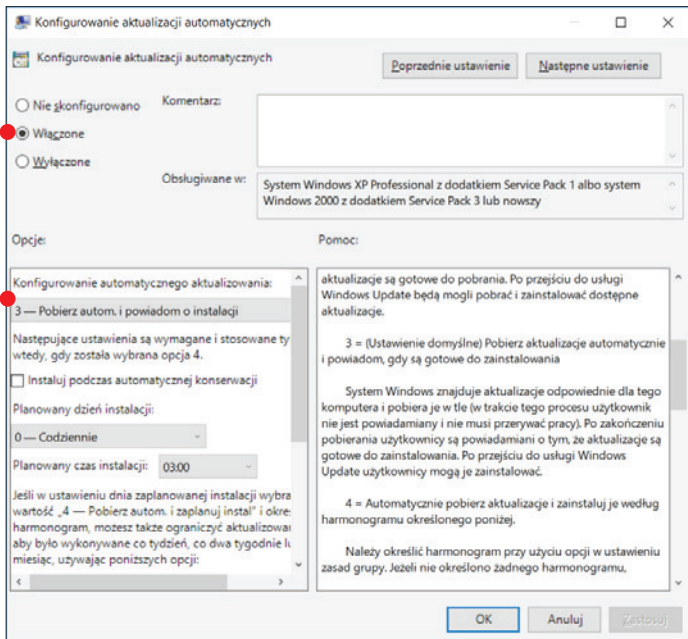 Konfigurowanie aktualizacji automatycznych
Konfigurowanie aktualizacji automatycznych
Poprzednie ustawienie
Następne ustawienie
Nie skonfigurowano
Włączone
Wyłączone
Komentarz:
Obsługiwane w:
System Windows XP Professional z dodatkiem Service Pack 1 albo system
Windows 2000 z dodatkiem Service Pack 3 lub nowszy
Opcje:
Pomoc:
Konfigurowanie automatycznego aktualizowania:
3 — Pobierz autom. i powiadom o instalacji
Następujące ustawienia są wymagane i stosowane ty
wtedy, gdy została wybrana opcja 4.
Instaluj podczas automatycznej konserwacji
Planowany dzień instalacji:
0 — Codziennie
Planowany czas instalacji: 03:00
Jeśli w ustawieniu dnia zaplanowanej instalacji wybra
wartość „4 — Pobierz autom. i zaplanuj instal” i okre
harmonogram, możesz także ograniczyć aktualizowa
aby było wykonywane co tydzień, co dwa tygodnie lu
miesiąc, używając poniższych opcji:
aktualizacje są gotowe do pobrania. Po przejściu do usługi
Windows Update będą mogli pobrać i zainstalować dostępne
aktualizacje.
3 = (Ustawienie domyślne) Pobierz aktualizacje automatycznie
i powiadom, gdy są gotowe do zainstalowania
System Windows znajduje aktualizacje odpowiednie dla tego
komputera i pobiera je w tle (w trakcie tego procesu użytkownik
nie jest powiadamiany i nie musi przerywać pracy). Po zakończeniu
pobierania użytkownicy są powiadamiani o tym, że aktualizacje są
gotowe do zainstalowania. Po przejściu do usługi Windows
Update użytkownicy mogą je zainstalować.
4 = Automatycznie pobierz aktualizacje i zainstaluj je według
harmonogramu określonego poniżej.
Należy określić harmonogram przy użyciu opcji w ustawieniu
zasad grupy. Jeżeli nie określono żadnego harmonogramu,
OK
Anuluj
Zastosuj